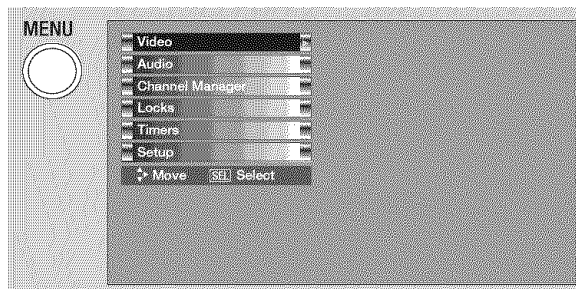 MENU
Video
Audio
Channel Manager
Locks
Timers
Setup
Move SEL Select